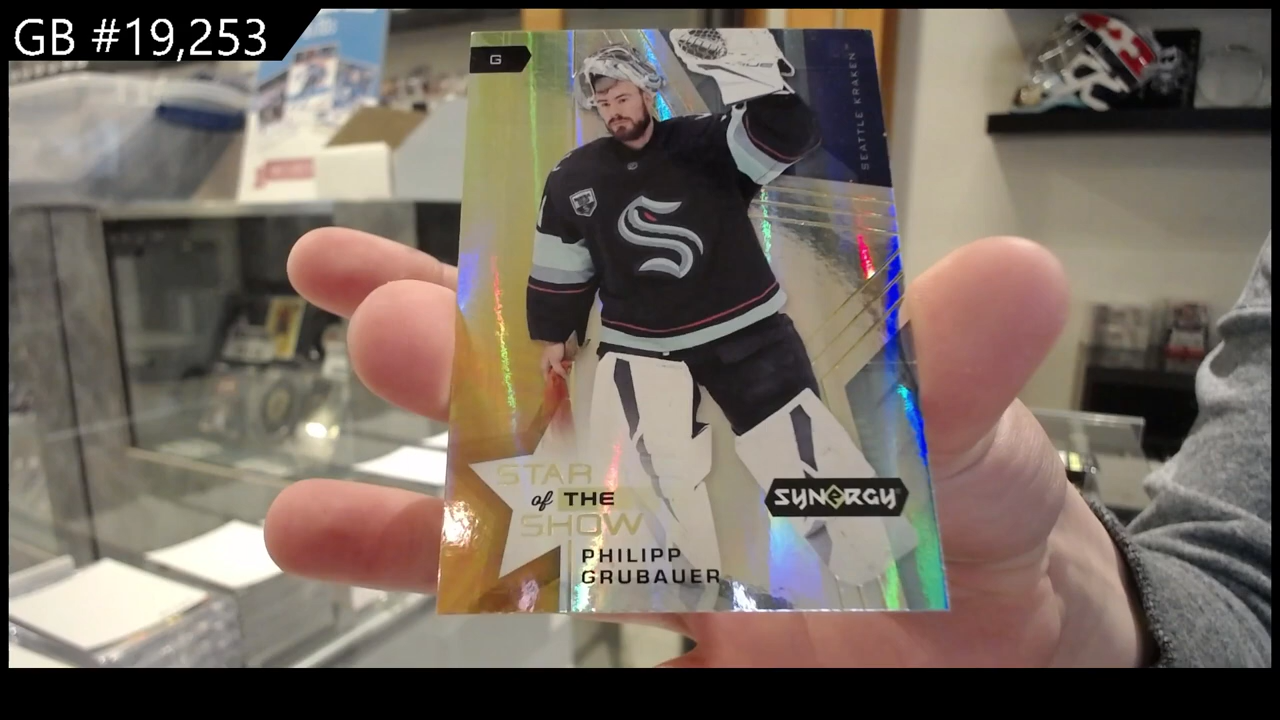 GB #19,253
G
SEATTLE KRAKEN
STAR
of THE
SHOW
SYNERGY
PHILIPP
GRUBAUER